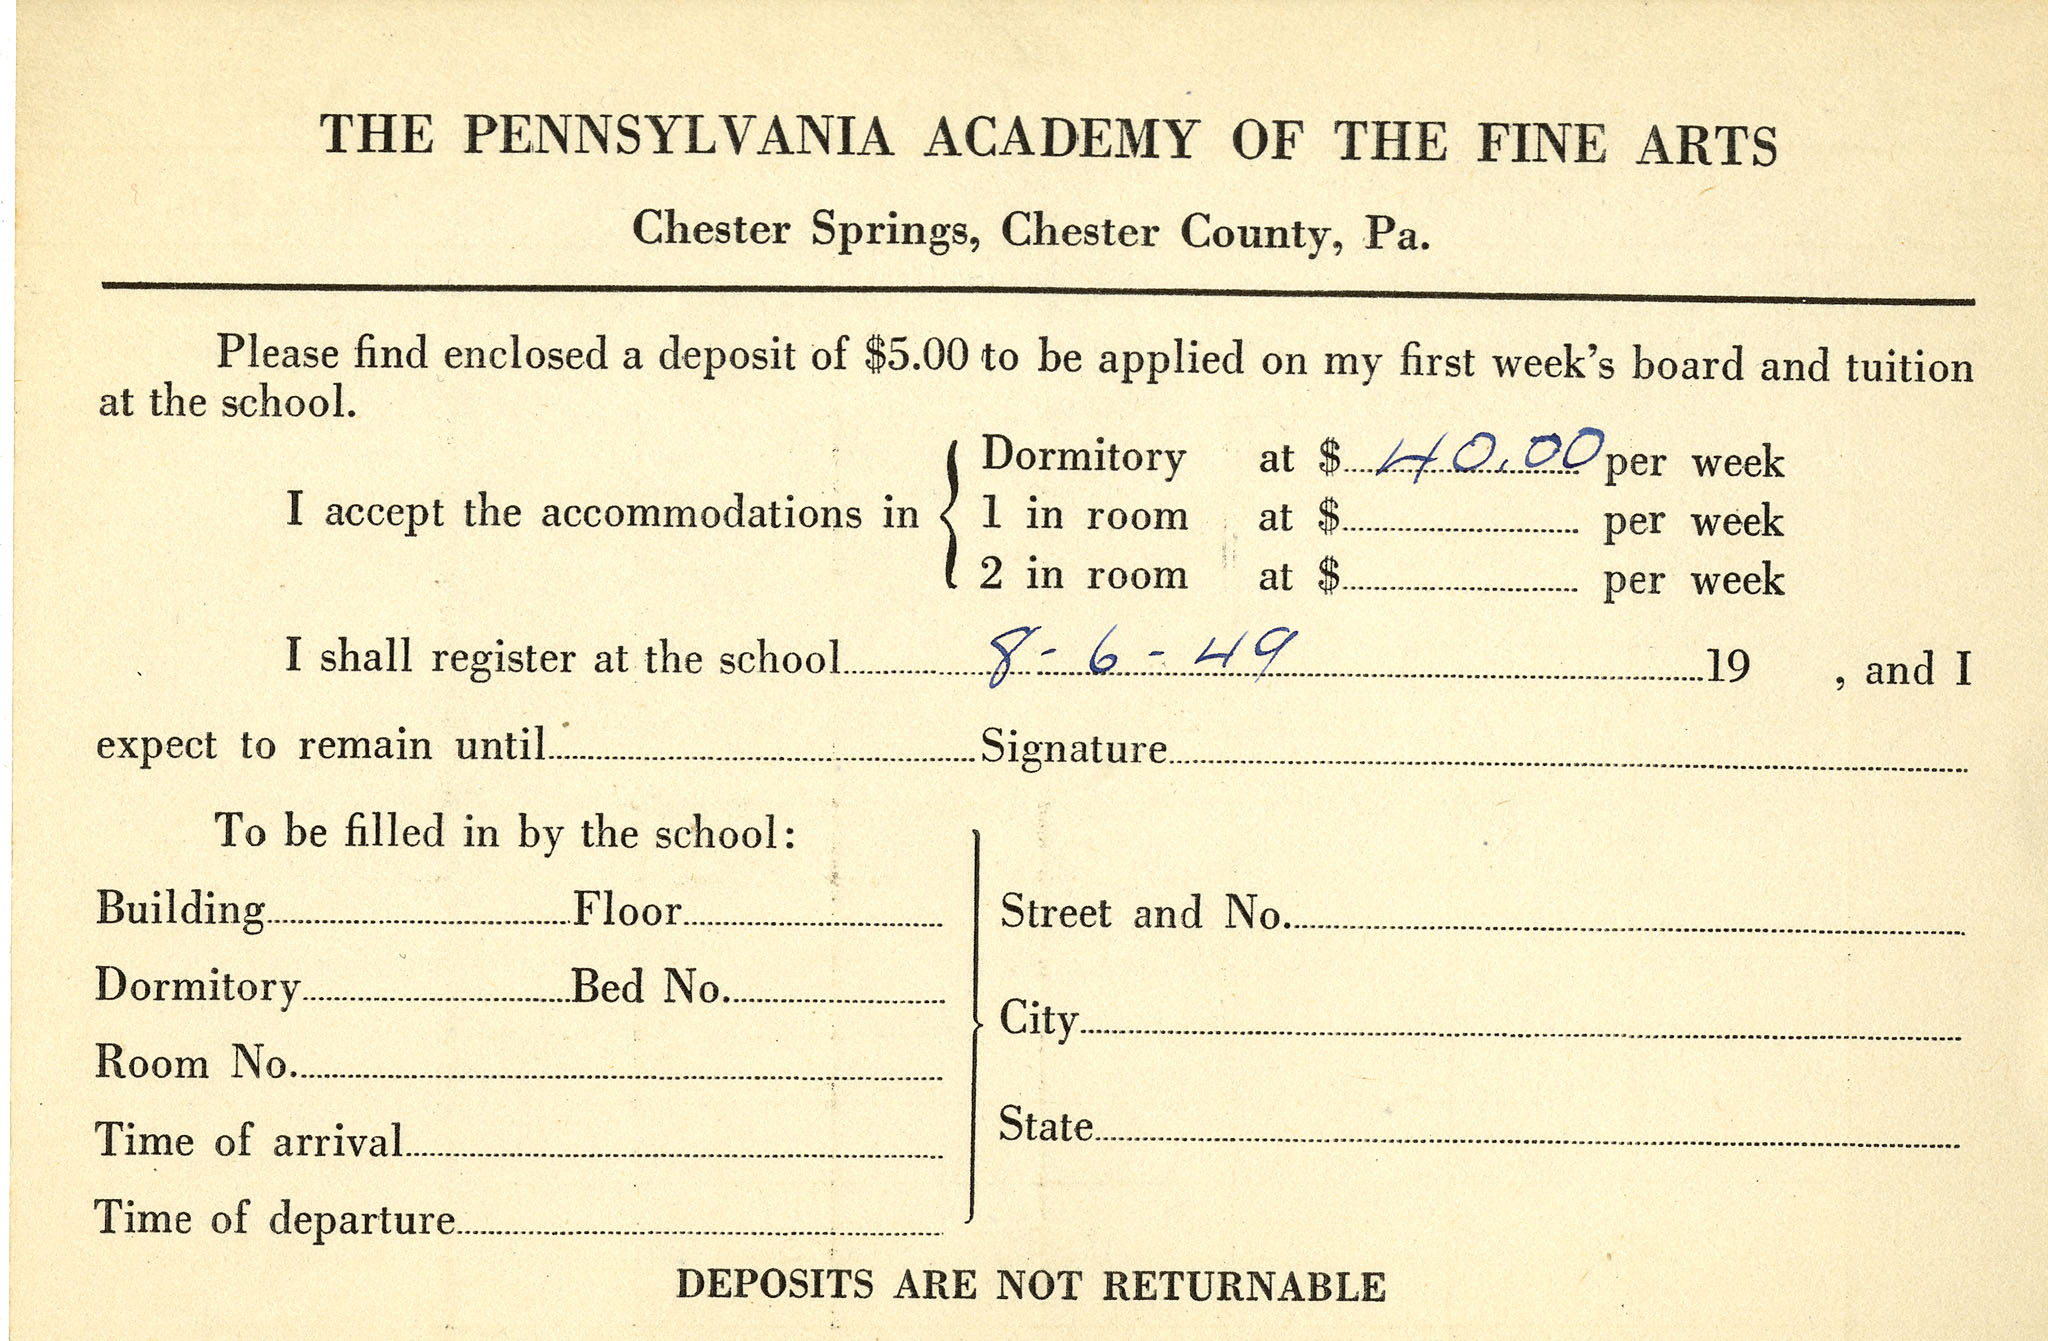 THE PENNSYLVANIA ACADEMY OF THE FINE ARTS
Chester Springs, Chester County, Pa.
Please find enclosed a deposit of $5.00 to be applied on my first week's board and tuition
at the school.
I accept the accommodations in
Dormitory at $ 40.00 per week
1 in room at $ per week
2 in room at $ per week
I shall register at the school 8-6-49 19 , and I
expect to remain until Signature
To be filled in by the school:
Building Floor
Dormitory Bed No.
Room No.
Time of arrival
Time of departure
Street and No.
City
State
DEPOSITS ARE NOT RETURNABLE